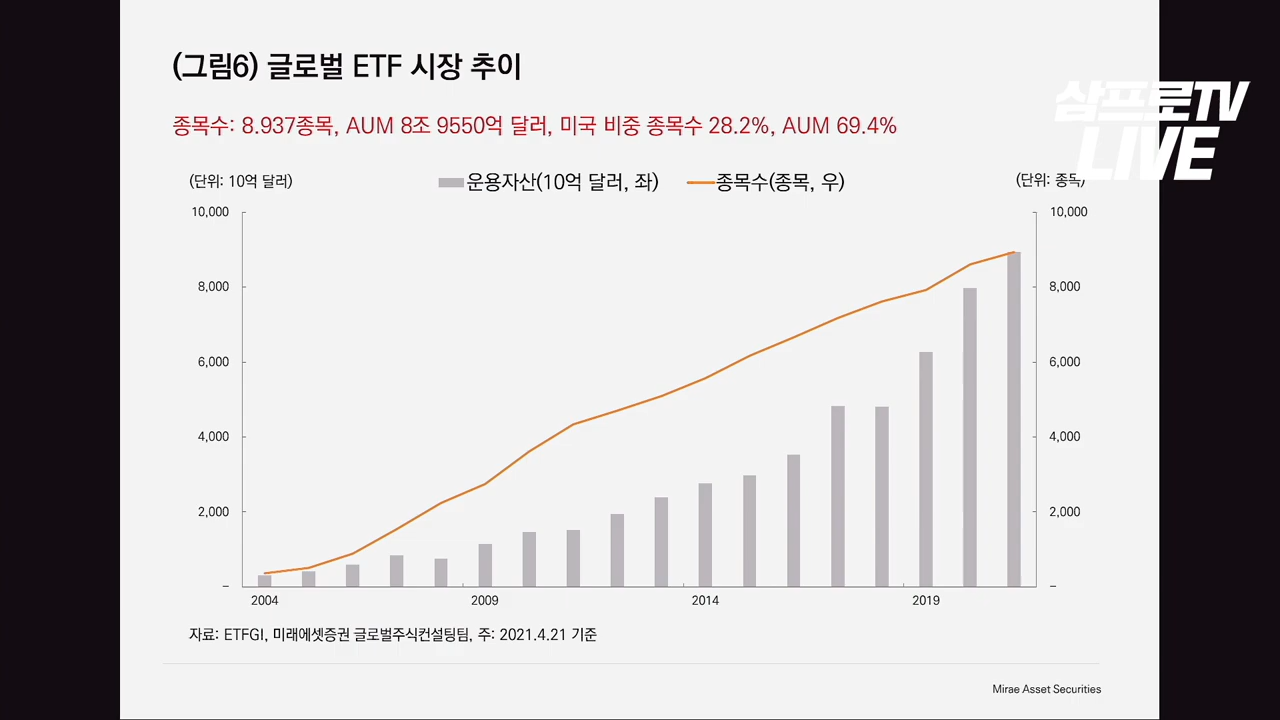 (그림6) 글로벌 ETF 시장 추이
삼프로TV
LIVE
종목수: 8.937종목, AUM 8조 9550억 달러, 미국 비중 종목수 28.2%, AUM 69.4%
(단위: 10억 달러)
운용자산(10억 달러, 좌)
종목수(종목, 우)
(단위: 종목)
10,000
8,000
6,000
4,000
2,000
–
10,000
8,000
6,000
4,000
2,000
–
2004
2009
2014
2019
자료: ETFGI, 미래에셋증권 글로벌주식컨설팅팀, 주: 2021.4.21 기준
Mirae Asset Securities